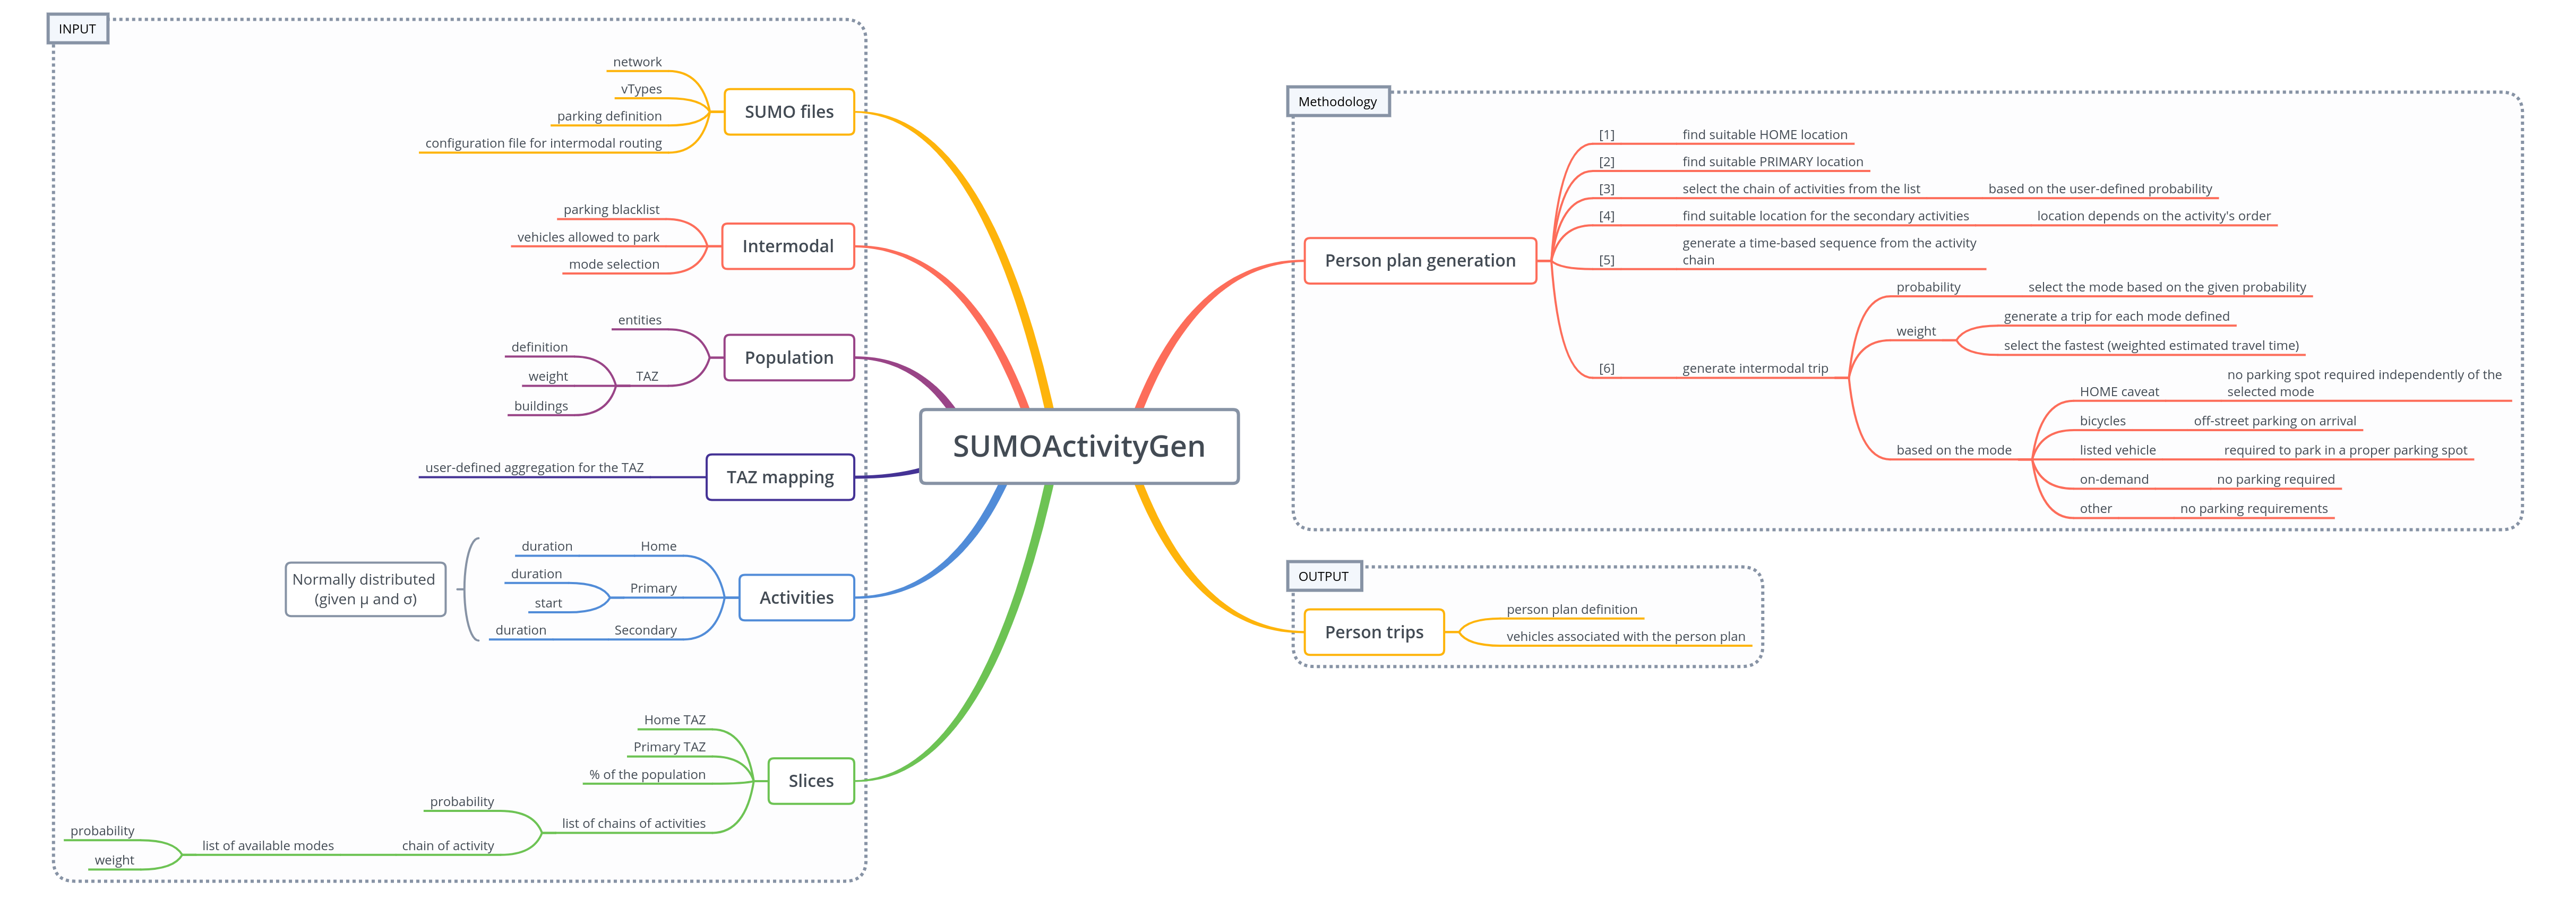 INPUT
network
vTypes
parking definition
configuration file for intermodal routing
SUMO files
parking blacklist
vehicles allowed to park
mode selection
Intermodal
entities
definition
weight
buildings
TAZ
Population
user-defined aggregation for the TAZ
TAZ mapping
Normally distributed
(given μ and σ)
duration
Home
duration
start
Primary
duration
Secondary
Activities
Home TAZ
Primary TAZ
% of the population
probability
probability
weight
list of available modes
chain of activity
list of chains of activities
Slices
SUMOActivityGen
Methodology
Person plan generation
[1]
find suitable HOME location
[2]
find suitable PRIMARY location
[3]
select the chain of activities from the list
based on the user-defined probability
[4]
find suitable location for the secondary activities
location depends on the activity's order
[5]
generate a time-based sequence from the activity
chain
[6]
generate intermodal trip
probability
select the mode based on the given probability
weight
generate a trip for each mode defined
select the fastest (weighted estimated travel time)
based on the mode
HOME caveat
no parking spot required independently of the
selected mode
bicycles
off-street parking on arrival
listed vehicle
required to park in a proper parking spot
on-demand
no parking required
other
no parking requirements
OUTPUT
Person trips
person plan definition
vehicles associated with the person plan